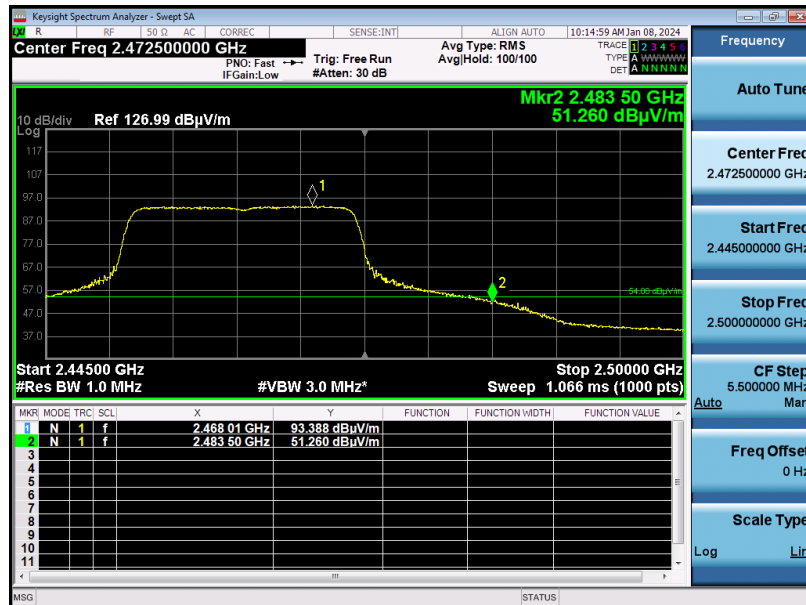 Keysight Spectrum Analyzer - Swept SA
LXI R RF 50 Ω AC CORREC SENSE:INT ALIGN AUTO 10:14:59 AM Jan 08, 2024
Center Freq 2.472500000 GHz
PNO: Fast
IFGain:Low
Trig: Free Run
#Atten: 30 dB
Avg Type: RMS
Avg|Hold: 100/100
TRACE 1 2 3 4 5 6
TYPE A WWWWW
DET A N N N N N
Mkr2 2.483 50 GHz
51.260 dBµV/m
10 dB/div Ref 126.99 dBµV/m
Log
117
107
97.0
87.0
77.0
67.0
57.0
47.0
37.0
1
2
54.00 dBµV/m
Start 2.44500 GHz Stop 2.50000 GHz
#Res BW 1.0 MHz #VBW 3.0 MHz* Sweep 1.066 ms (1000 pts)
MKR MODE TRC SCL X Y FUNCTION FUNCTION WIDTH FUNCTION VALUE
1 N 1 f 2.468 01 GHz 93.388 dBµV/m
2 N 1 f 2.483 50 GHz 51.260 dBµV/m
3
4
5
6
7
8
9
10
11
MSG STATUS
Frequency
Auto Tune
Center Freq
2.472500000 GHz
Start Freq
2.445000000 GHz
Stop Freq
2.500000000 GHz
CF Step
5.500000 MHz
Auto Man
Freq Offset
0 Hz
Scale Type
Log Lin